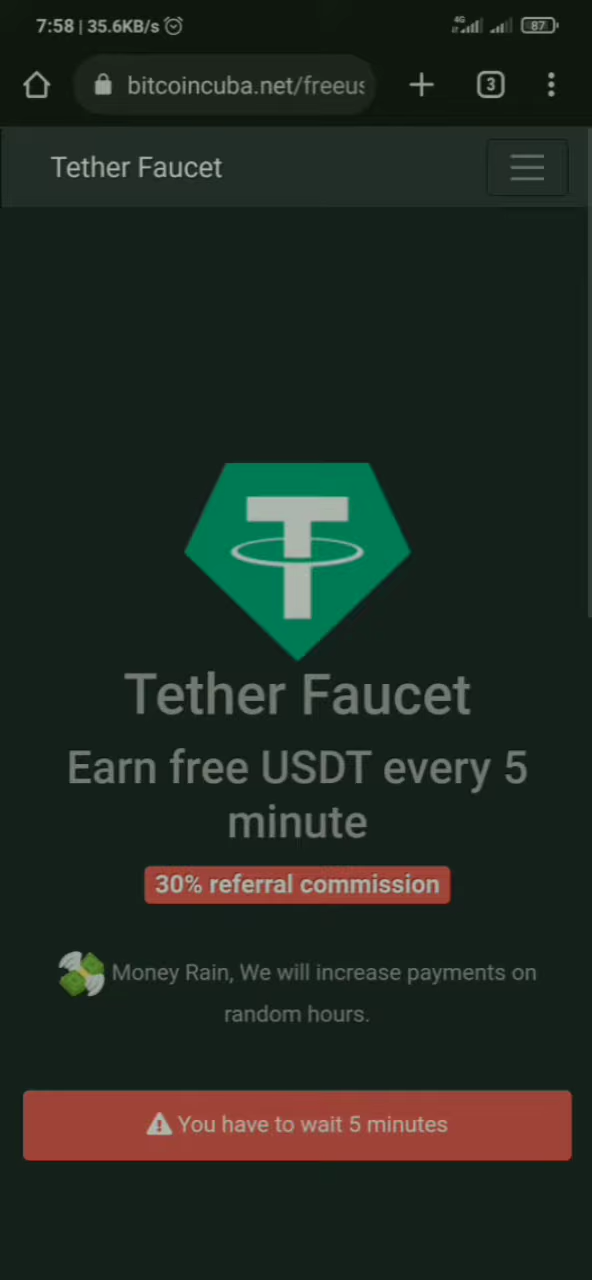 7:58 | 35.6KB/s
4G
87
bitcoincuba.net/freeus
3
Tether Faucet
Tether Faucet
Earn free USDT every 5
minute
30% referral commission
Money Rain, We will increase payments on
random hours.
You have to wait 5 minutes